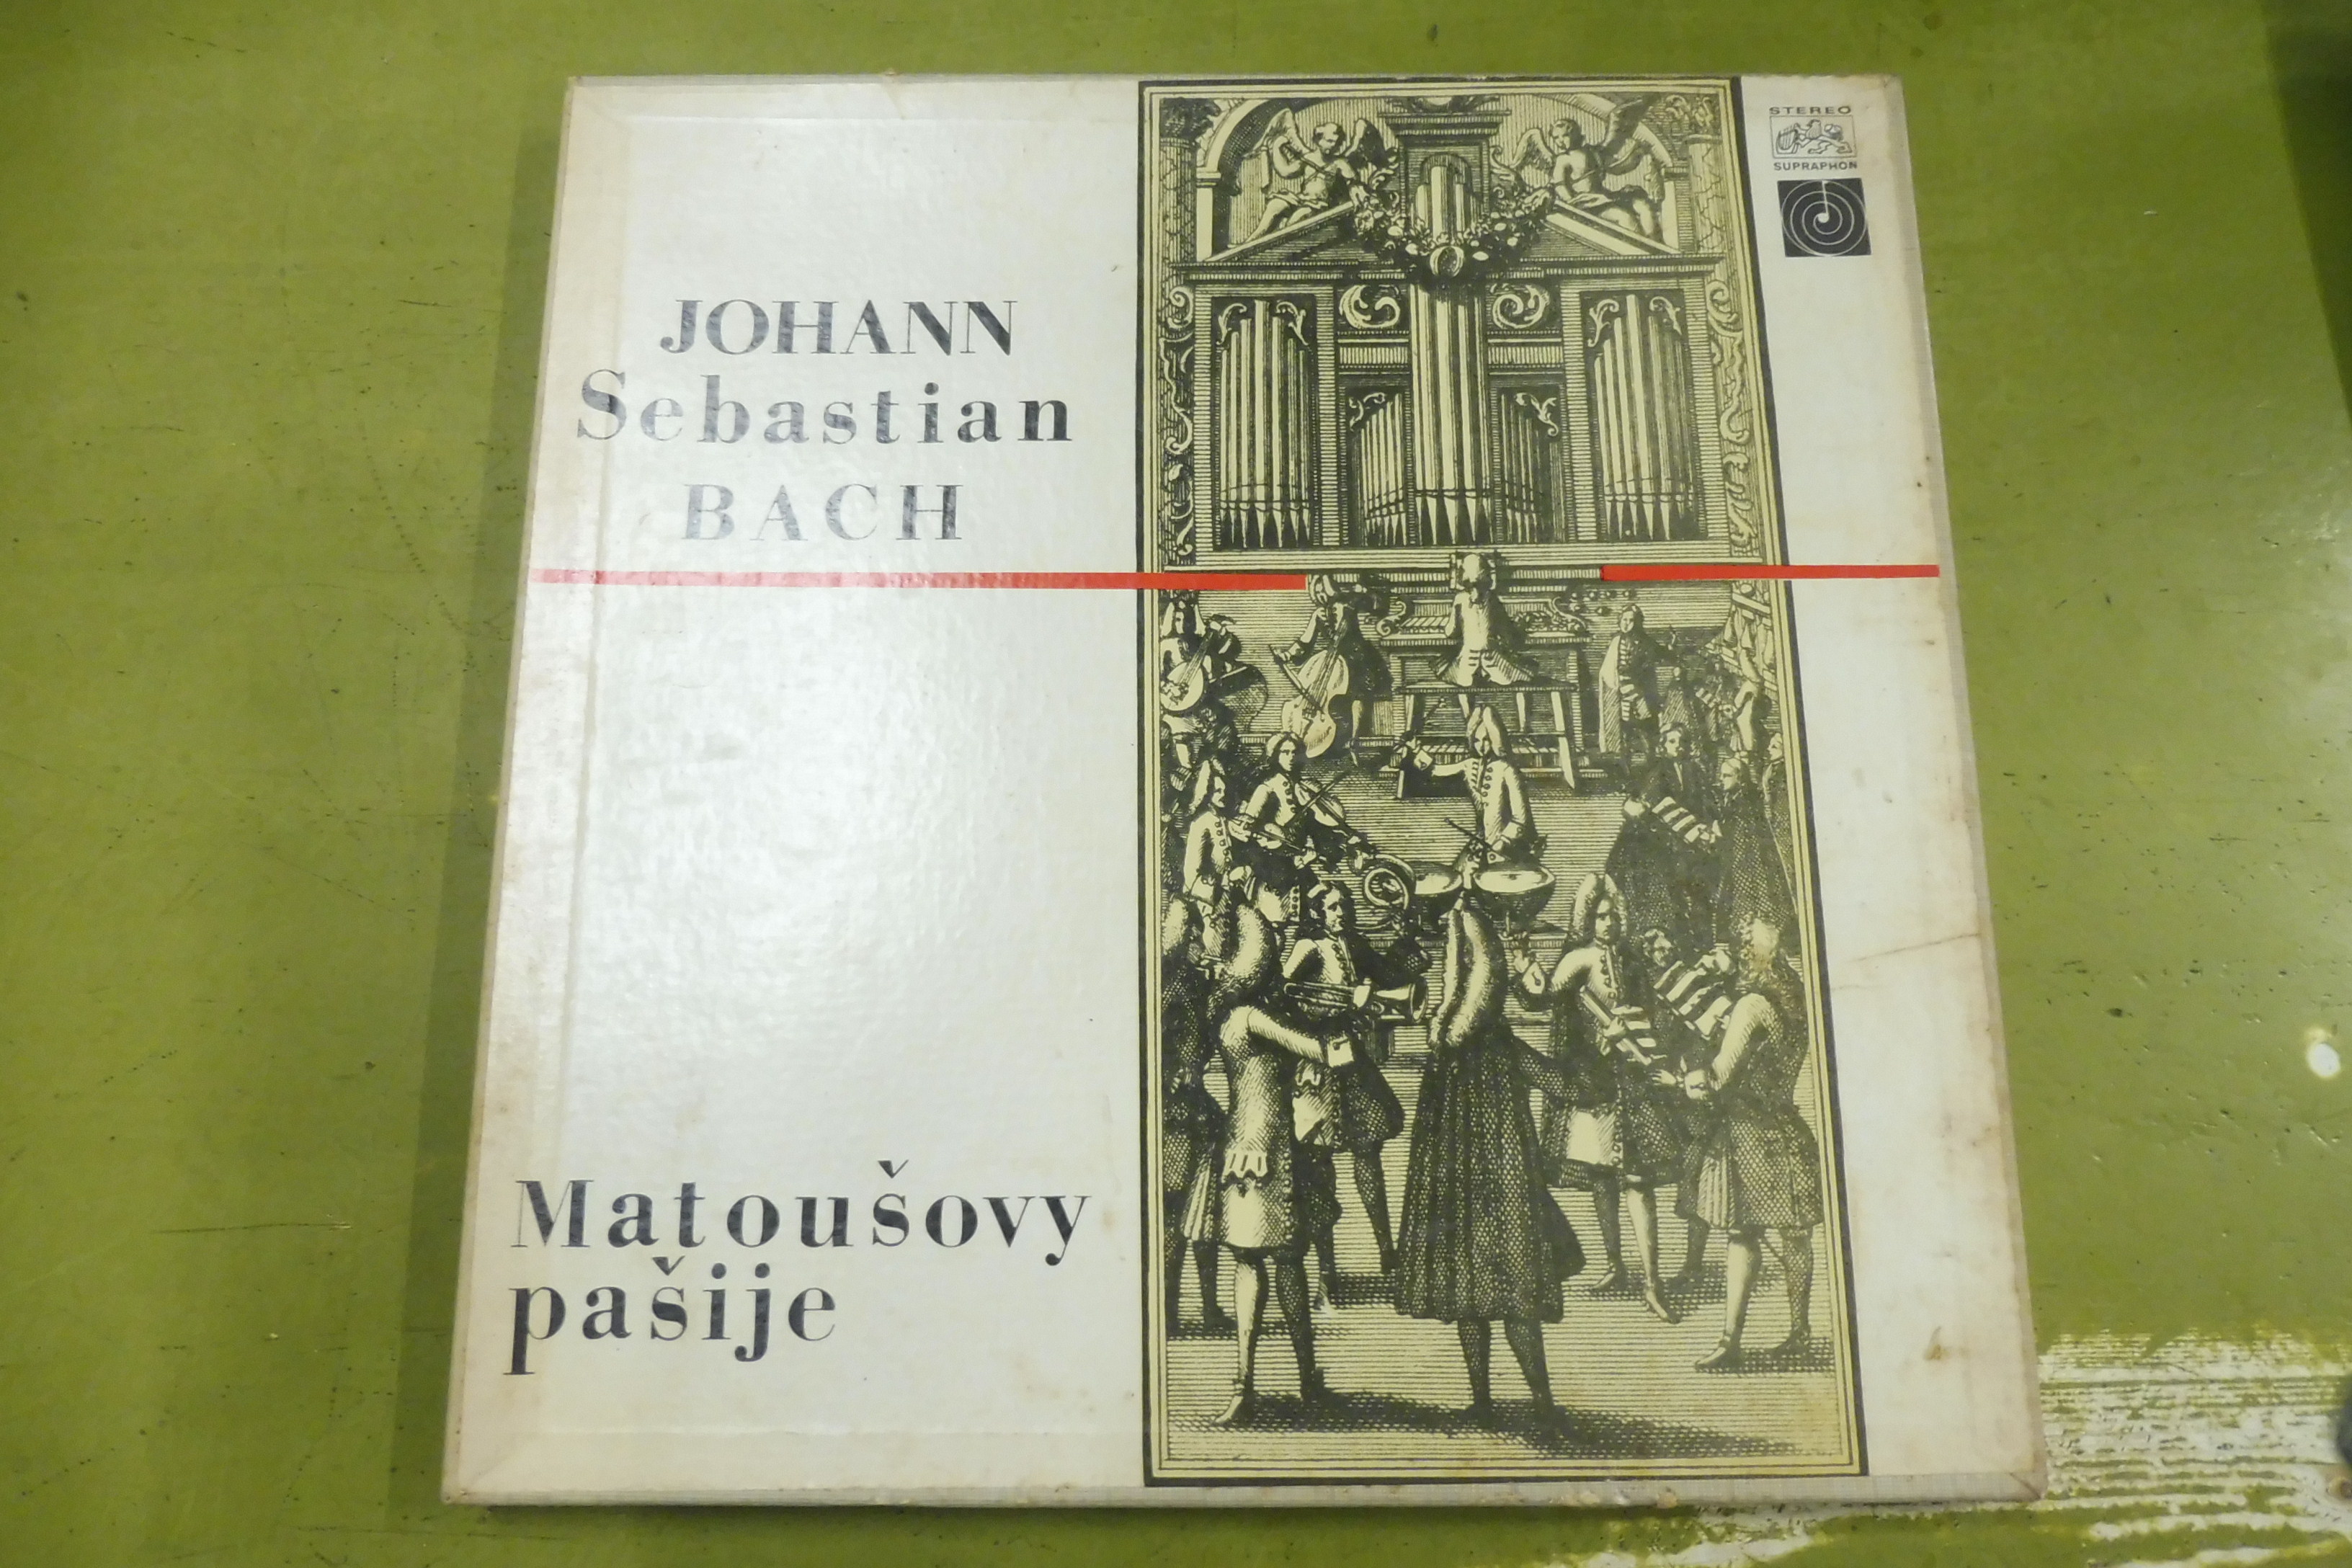 JOHANN
Sebastian
BACH
Matoušovy
pašije
STEREO
SUPRAPHON